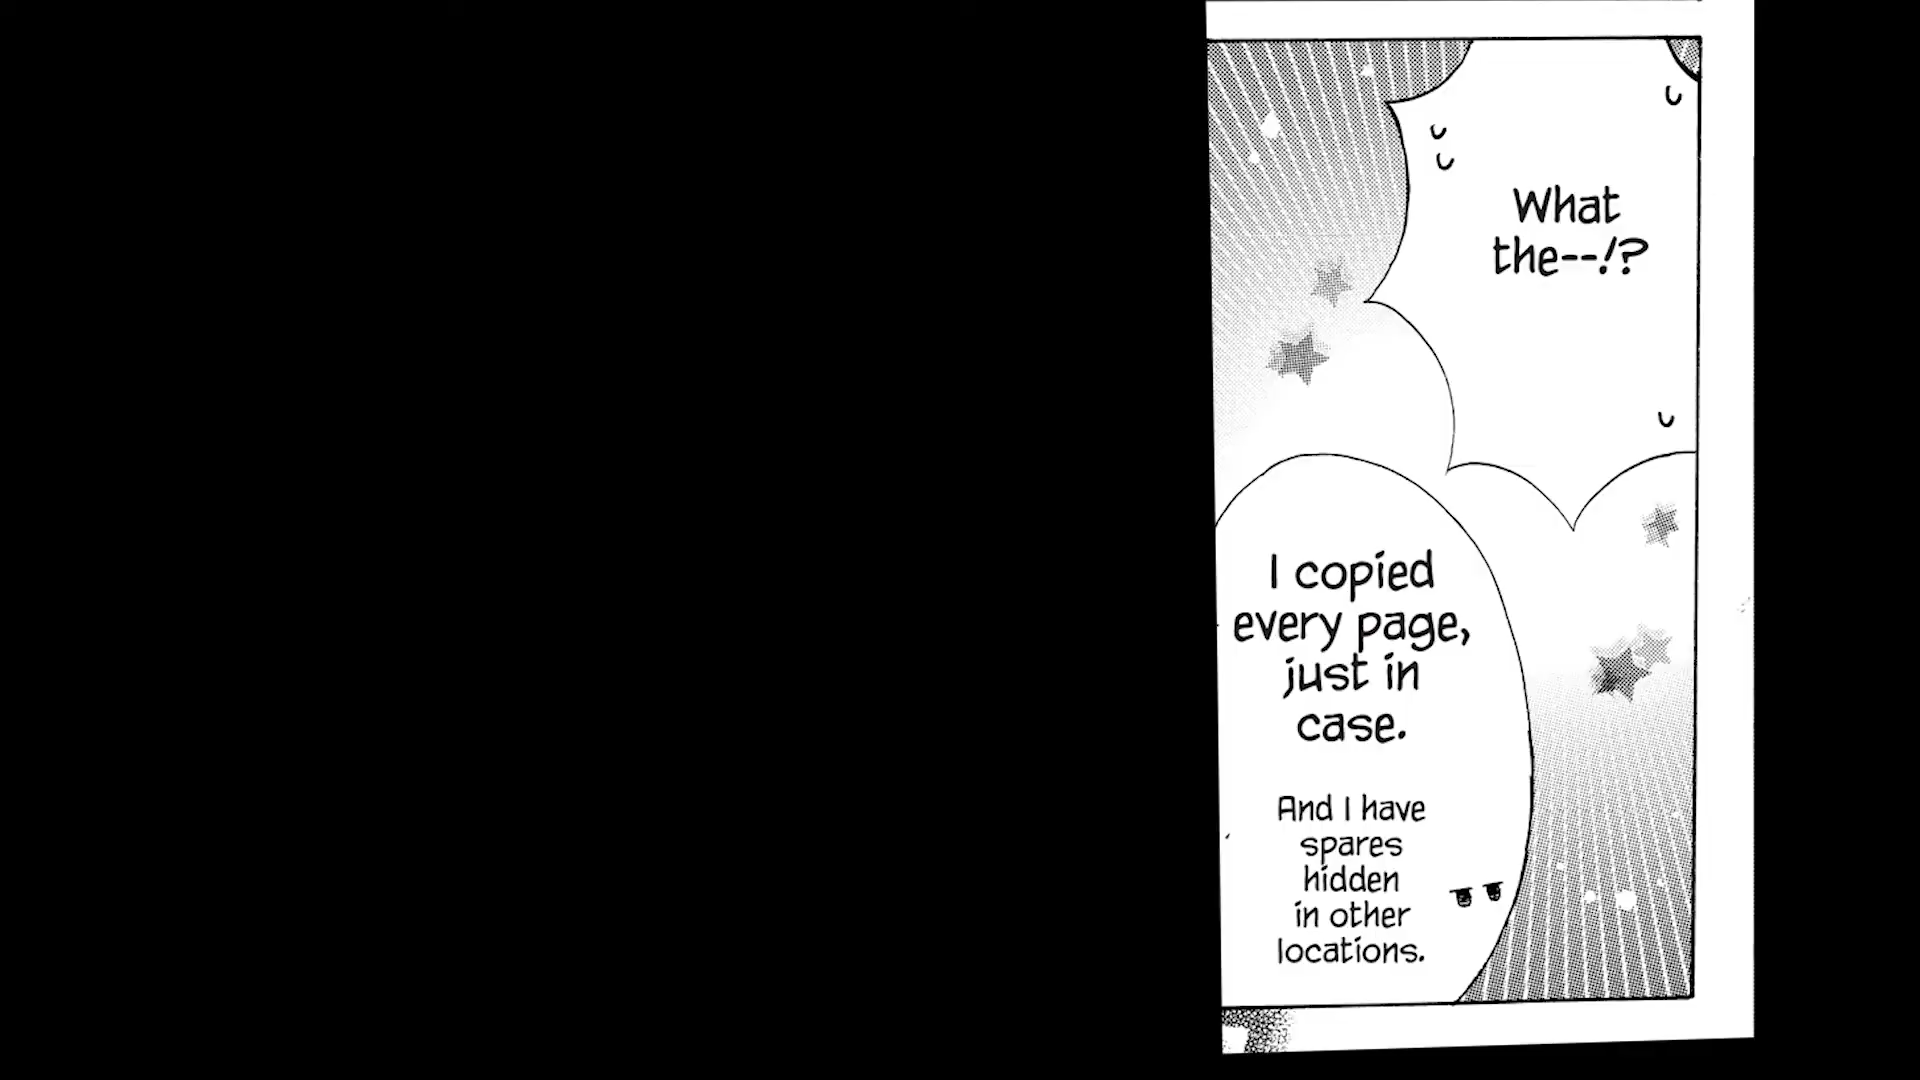 What
the--!?
I copied
every page,
just in
case.
And I have
spares
hidden
in other
locations.